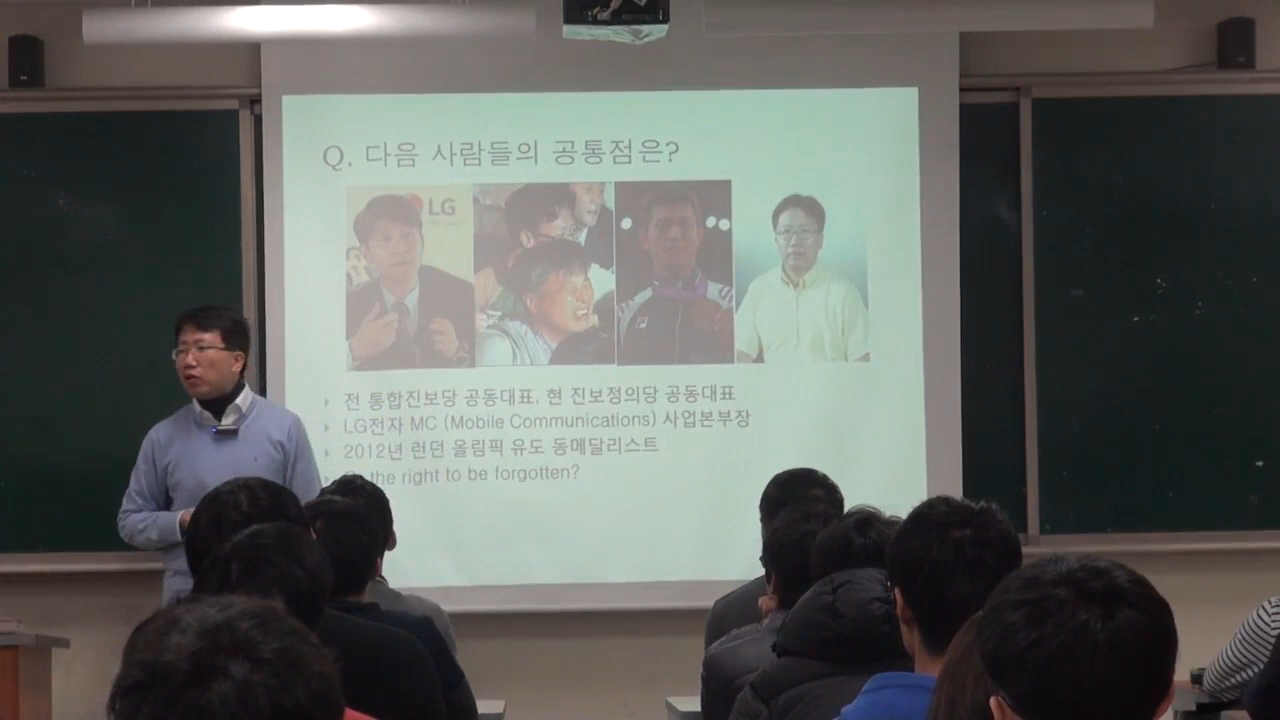 Q. 다음 사람들의 공통점은?
LG
전 통합진보당 공동대표, 현 진보정의당 공동대표
LG전자 MC (Mobile Communications) 사업본부장
2012년 런던 올림픽 유도 동메달리스트
the right to be forgotten?